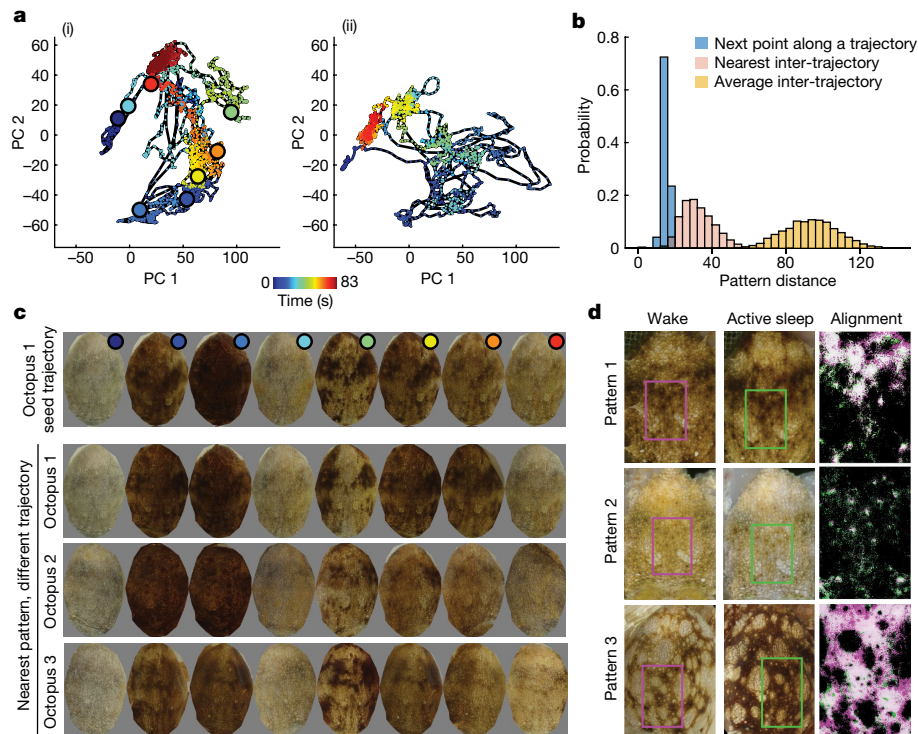 a
(i)
60
40
20
0
−20
−40
−60
PC 2
−50
0
50
100
PC 1
(ii)
60
40
20
0
−20
−40
−60
PC 2
−50
0
50
100
PC 1
0
83
Time (s)
b
0.8
0.6
0.4
0.2
0
Probability
Next point along a trajectory
Nearest inter-trajectory
Average inter-trajectory
0
40
80
120
Pattern distance
c
Octopus 1
seed trajectory
Nearest pattern, different trajectory
Octopus 1
Octopus 2
Octopus 3
d
Wake
Active sleep
Alignment
Pattern 1
Pattern 2
Pattern 3